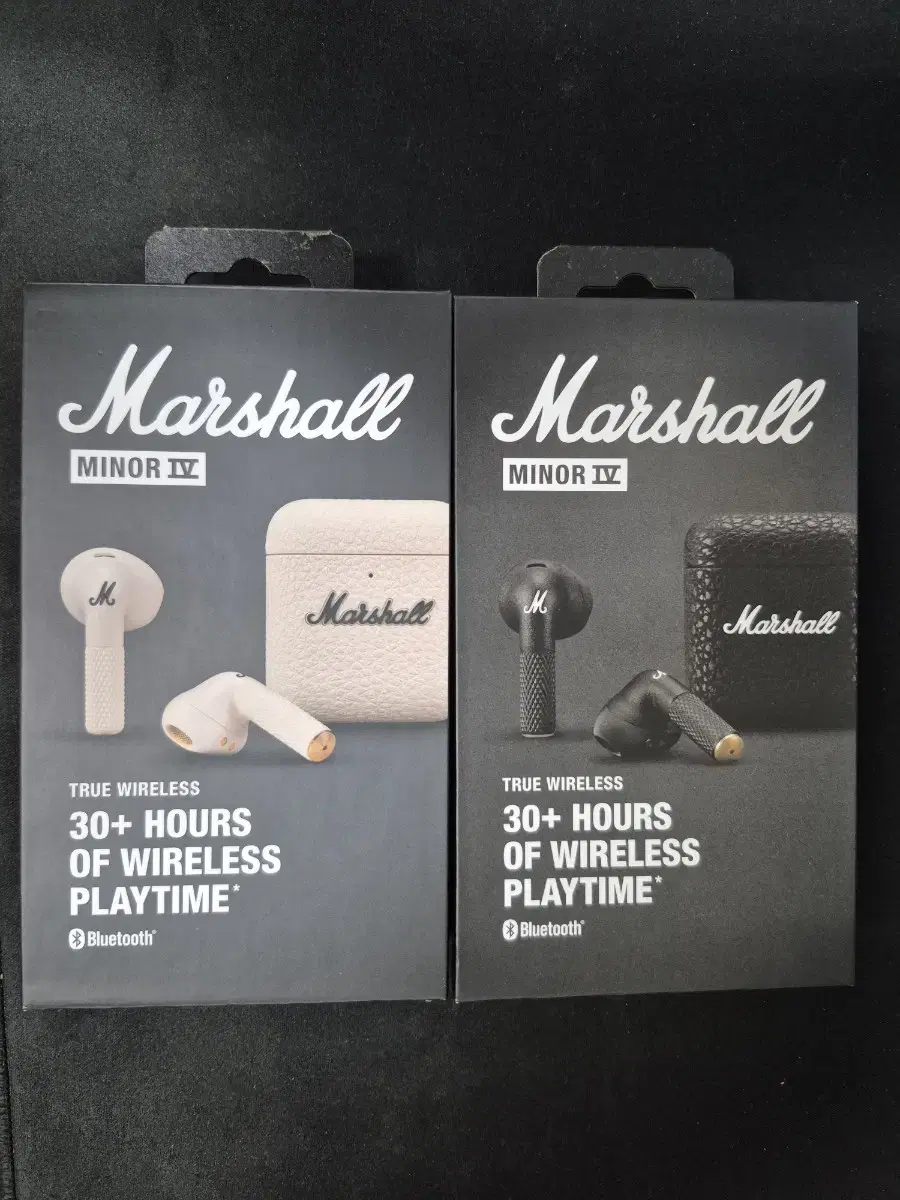 Marshall
MINOR IV
M
Marshall
TRUE WIRELESS
30+ HOURS
OF WIRELESS
PLAYTIME*
Bluetooth®
Marshall
MINOR IV
M
Marshall
TRUE WIRELESS
30+ HOURS
OF WIRELESS
PLAYTIME*
Bluetooth®